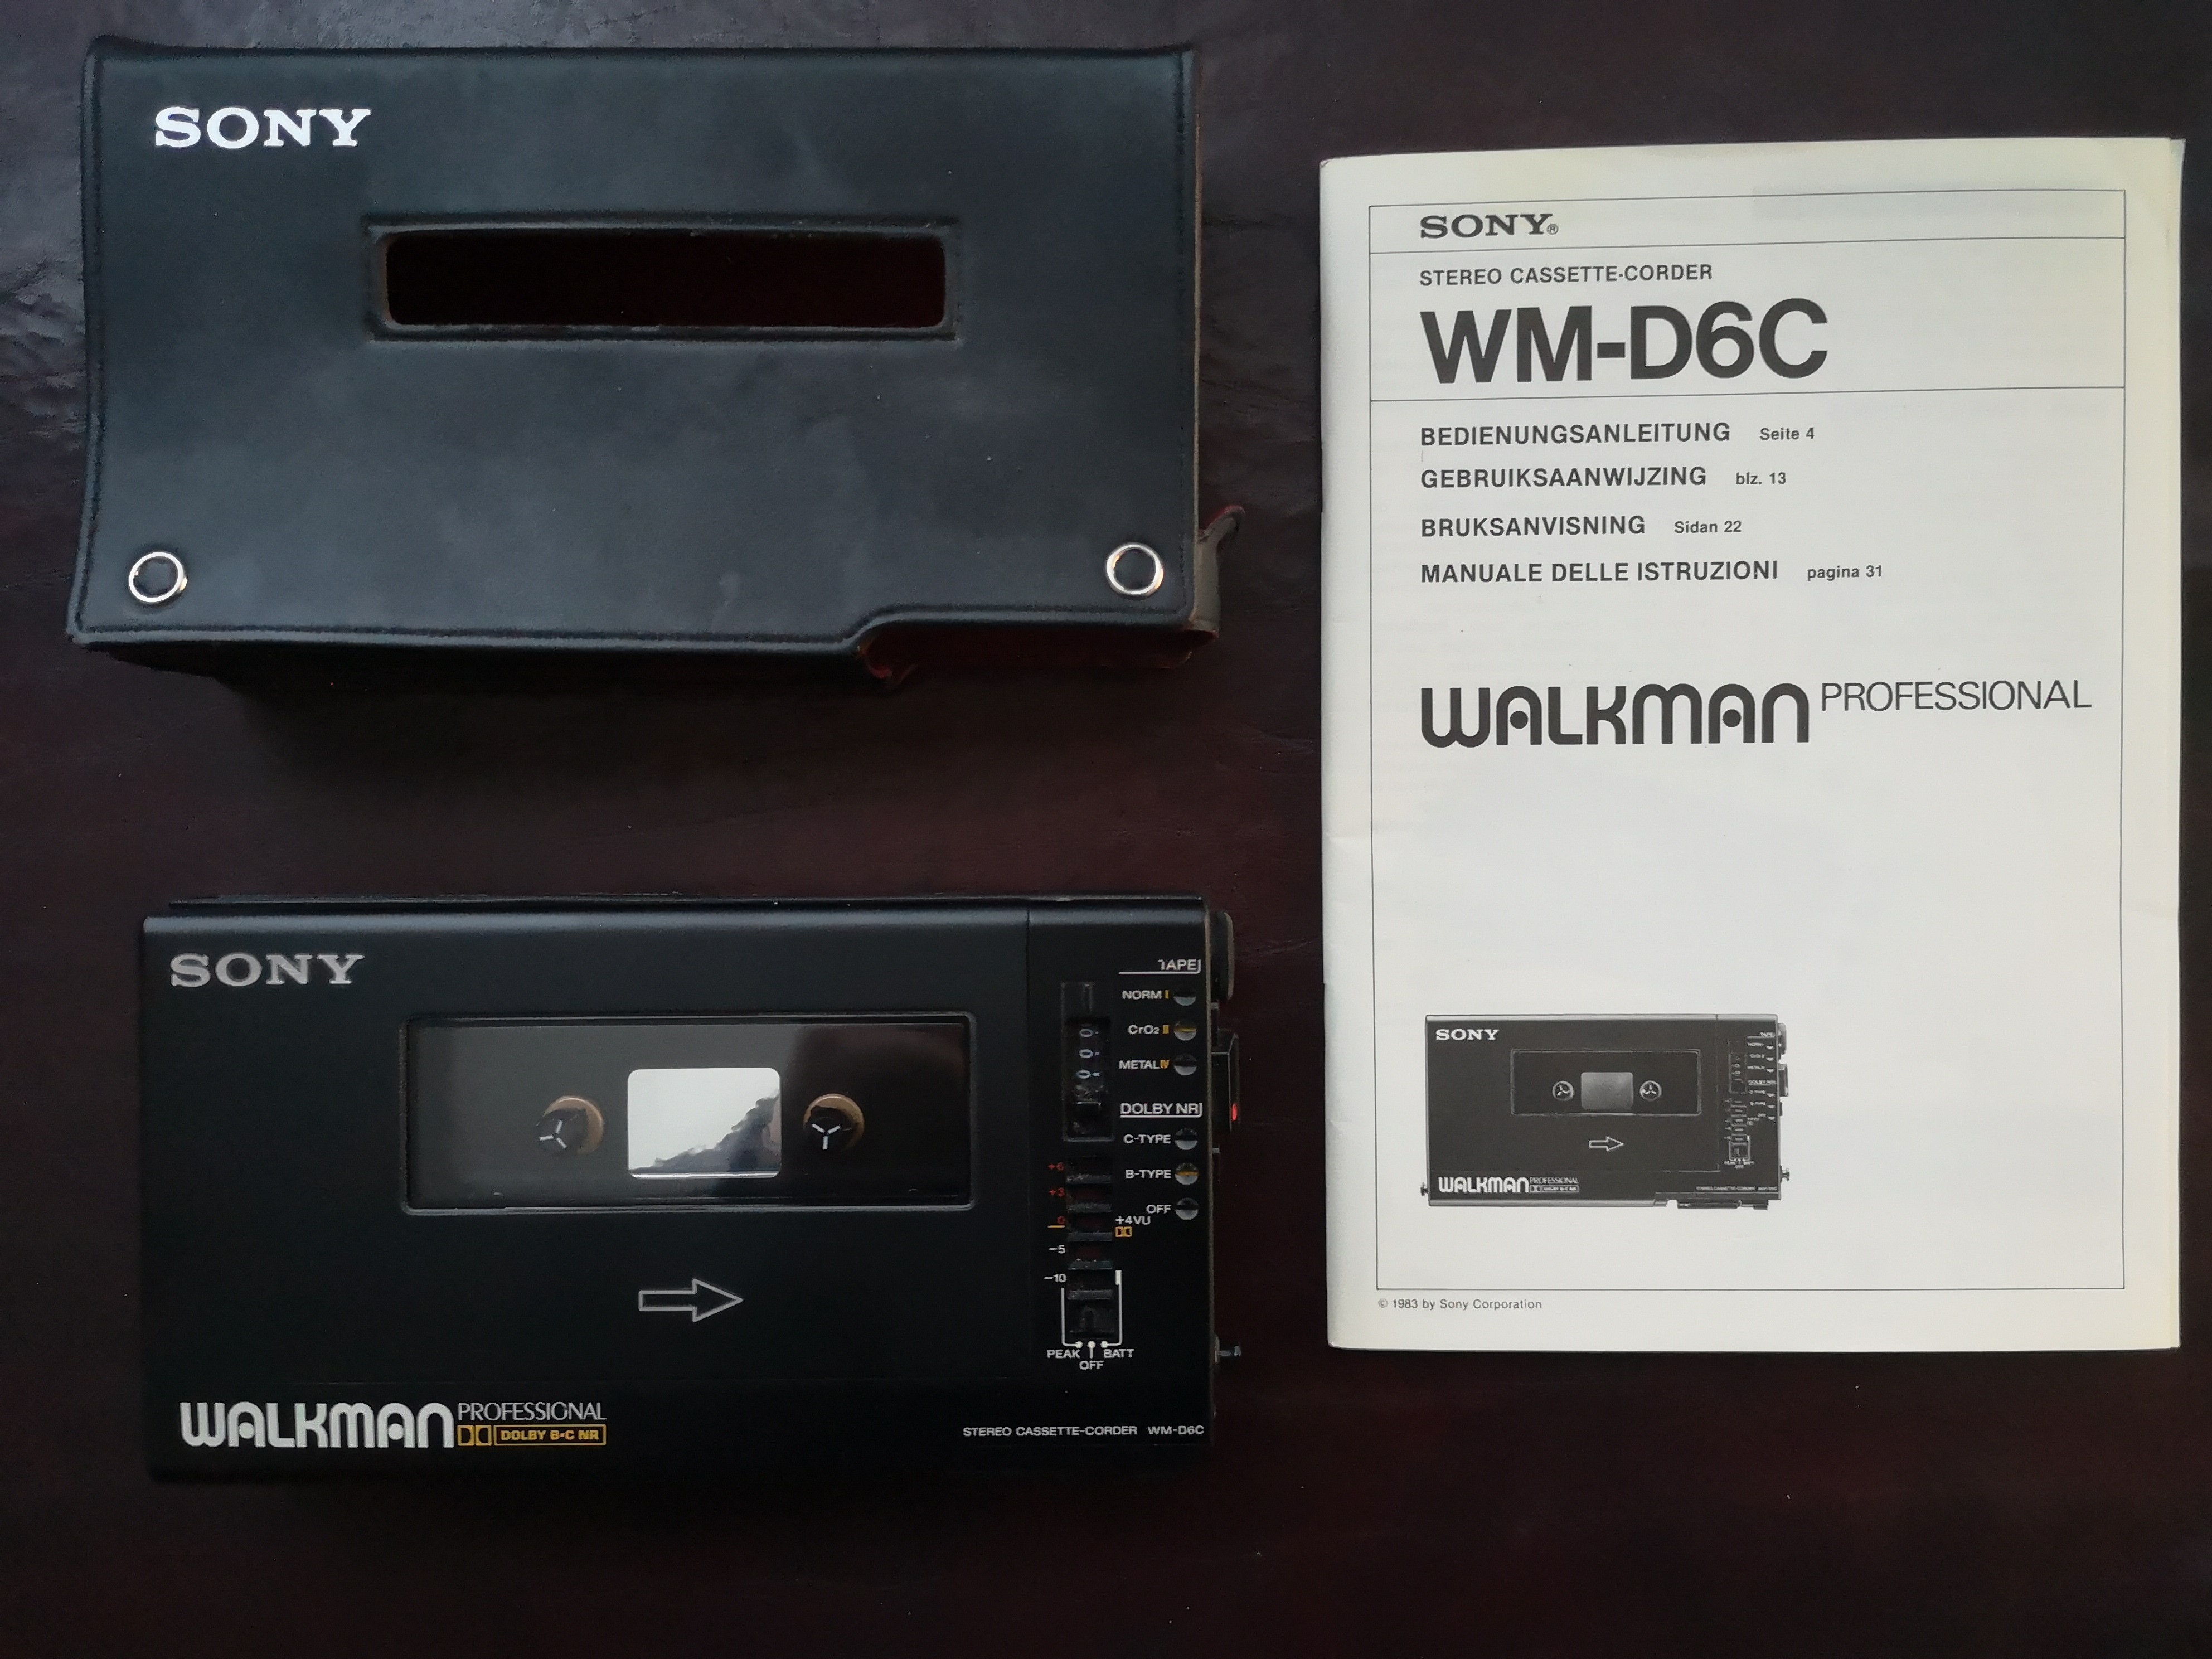 SONY
SONY®
STEREO CASSETTE-CORDER
WM-D6C
BEDIENUNGSANLEITUNG Seite 4
GEBRUIKSAANWIJZING blz. 13
BRUKSANVISNING Sidan 22
MANUALE DELLE ISTRUZIONI pagina 31
WALKMAN PROFESSIONAL
SONY
WALKMAN PROFESSIONAL
© 1983 by Sony Corporation
SONY
TAPE
NORM I
CrO2 II
METAL IV
DOLBY NR
C-TYPE
B-TYPE
OFF
+6
+3
0 +4VU
-5
-10
PEAK BATT
OFF
WALKMAN PROFESSIONAL
DOLBY B-C NR
STEREO CASSETTE-CORDER WM-D6C